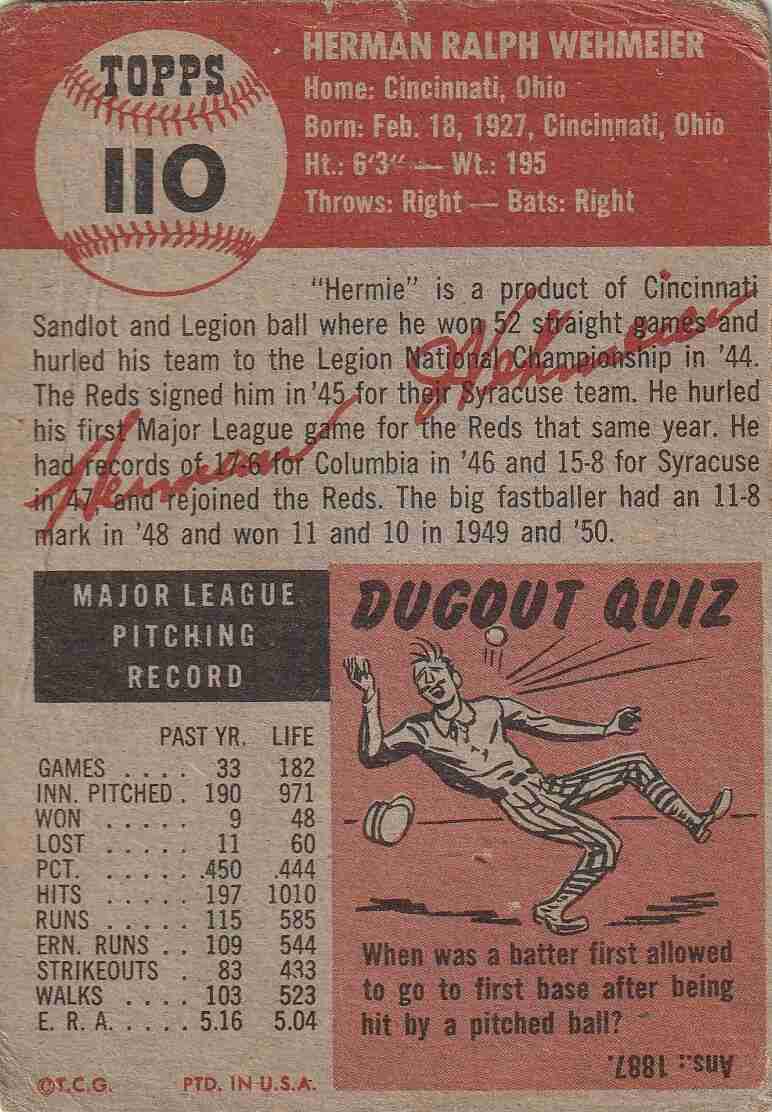 TOPPS
110
HERMAN RALPH WEHMEIER
Home: Cincinnati, Ohio
Born: Feb. 18, 1927, Cincinnati, Ohio
Ht.: 6'3" — Wt.: 195
Throws: Right — Bats: Right
"Hermie" is a product of Cincinnati
Sandlot and Legion ball where he won 52 straight games and
hurled his team to the Legion National Championship in '44.
The Reds signed him in '45 for their Syracuse team. He hurled
his first Major League game for the Reds that same year. He
had records of 17-6 for Columbia in '46 and 15-8 for Syracuse
in '47 and rejoined the Reds. The big fastballer had an 11-8
mark in '48 and won 11 and 10 in 1949 and '50.
Herman Wehmeier
MAJOR LEAGUE
PITCHING
RECORD
PAST YR. LIFE
GAMES .... 33 182
INN. PITCHED . 190 971
WON ..... 9 48
LOST ..... 11 60
PCT. ..... .450 .444
HITS ..... 197 1010
RUNS ..... 115 585
ERN. RUNS .. 109 544
STRIKEOUTS . 83 433
WALKS .... 103 523
E. R. A. .... 5.16 5.04
©T.C.G. PTD. IN U.S.A.
DUGOUT QUIZ
When was a batter first allowed
to go to first base after being
hit by a pitched ball?
Ans.: 1887.